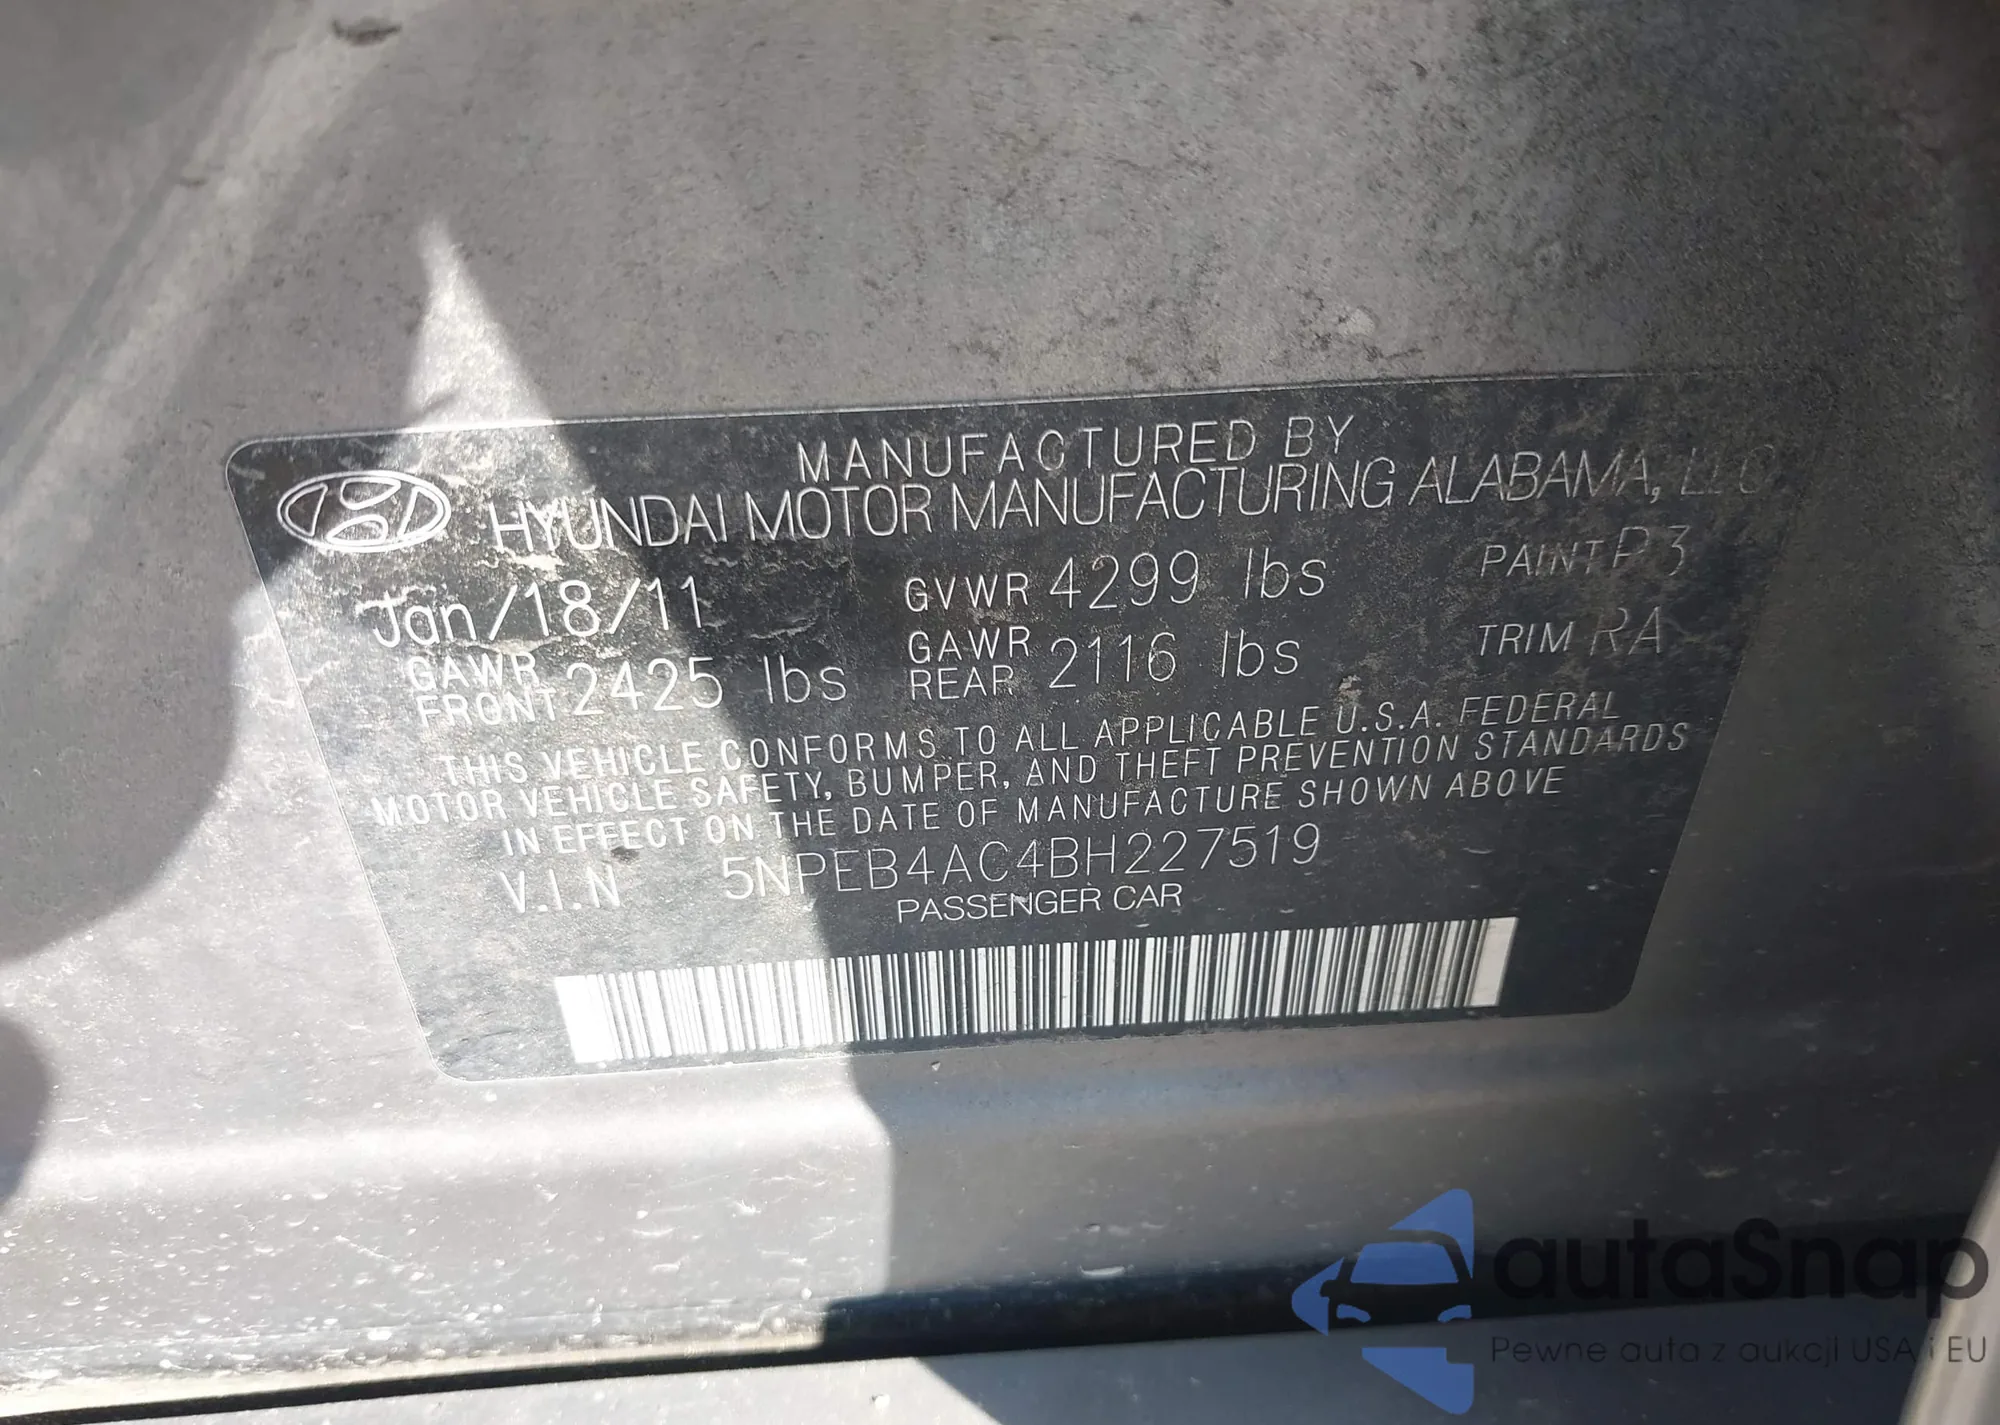 MANUFACTURED BY
HYUNDAI MOTOR MANUFACTURING ALABAMA, LLC
Jan/18/11 GVWR 4299 lbs PAINT P3
GAWR FRONT 2425 lbs GAWR REAR 2116 lbs TRIM RA
THIS VEHICLE CONFORMS TO ALL APPLICABLE U.S.A. FEDERAL
MOTOR VEHICLE SAFETY, BUMPER, AND THEFT PREVENTION STANDARDS
IN EFFECT ON THE DATE OF MANUFACTURE SHOWN ABOVE
V.I.N 5NPEB4AC4BH227519
PASSENGER CAR
autaSnap
Pewne auta z aukcji USA i EU